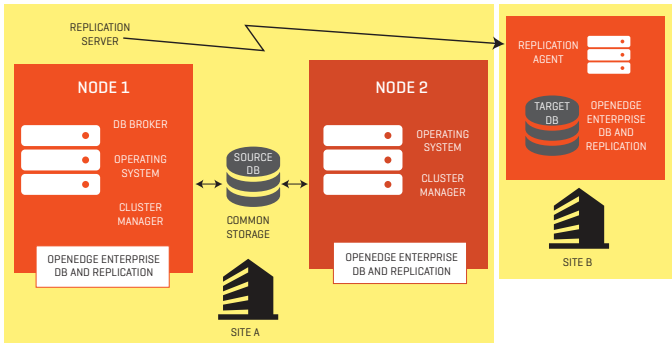 REPLICATION
SERVER
NODE 1
DB BROKER
OPERATING
SYSTEM
CLUSTER
MANAGER
OPENEDGE ENTERPRISE
DB AND REPLICATION
SOURCE
DB
COMMON
STORAGE
SITE A
NODE 2
OPERATING
SYSTEM
CLUSTER
MANAGER
OPENEDGE ENTERPRISE
DB AND REPLICATION
REPLICATION
AGENT
TARGET
DB
OPENEDGE
ENTERPRISE
DB AND
REPLICATION
SITE B